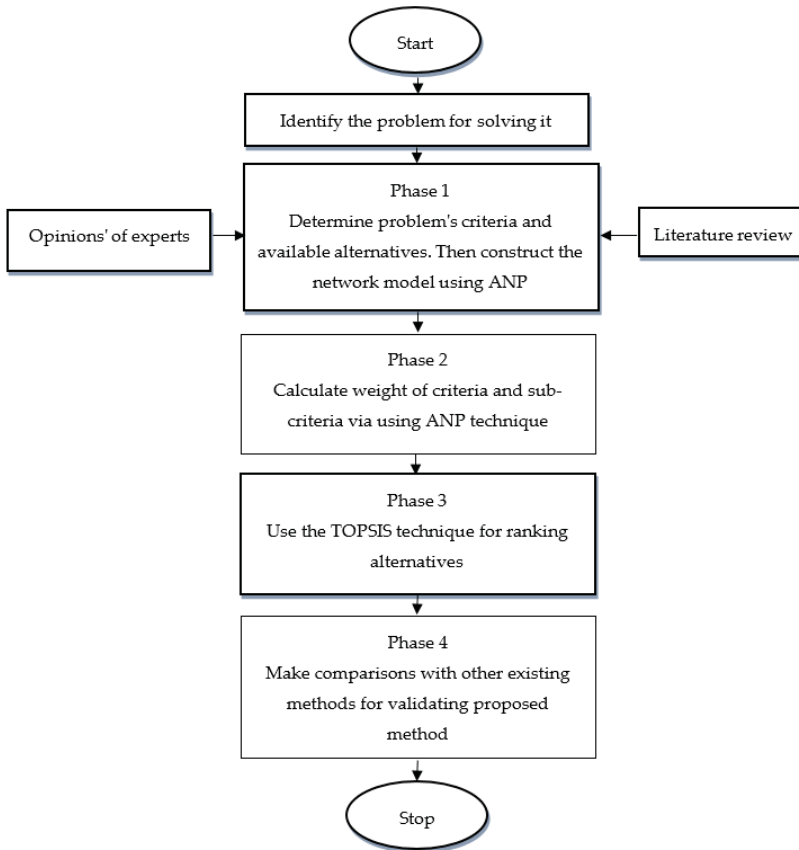 Start
Identify the problem for solving it
Phase 1
Determine problem's criteria and
available alternatives. Then construct the
network model using ANP
Opinions' of experts
Literature review
Phase 2
Calculate weight of criteria and sub-
criteria via using ANP technique
Phase 3
Use the TOPSIS technique for ranking
alternatives
Phase 4
Make comparisons with other existing
methods for validating proposed
method
Stop